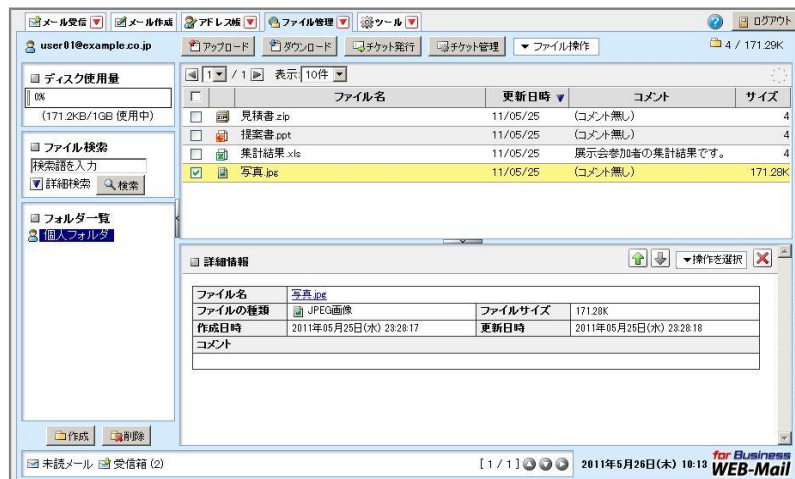 メール受信 メール作成 アドレス帳 ファイル管理 ツール ログアウト
user01@example.co.jp アップロード ダウンロード チケット発行 チケット管理 ▼ファイル操作 4 / 171.29K
ディスク使用量
0%
(171.2KB/1GB 使用中)
ファイル検索
検索語を入力
詳細検索 検索
フォルダ一覧
個人フォルダ
作成 削除
1 / 1 表示 10件
ファイル名 更新日時 コメント サイズ
見積書.zip 11/05/25 (コメント無し) 4
提案書.ppt 11/05/25 (コメント無し) 4
集計結果.xls 11/05/25 展示会参加者の集計結果です。 4
写真.jpg 11/05/25 (コメント無し) 171.28K
詳細情報 ▼操作を選択
ファイル名 写真.jpg
ファイルの種類 JPEG画像 ファイルサイズ 171.28K
作成日時 2011年05月25日(水) 23:28:17 更新日時 2011年05月25日(水) 23:28:18
コメント
未読メール 受信箱 (2) [ 1 / 1 ] 2011年5月26日(木) 10:13 for Business
WEB-Mail